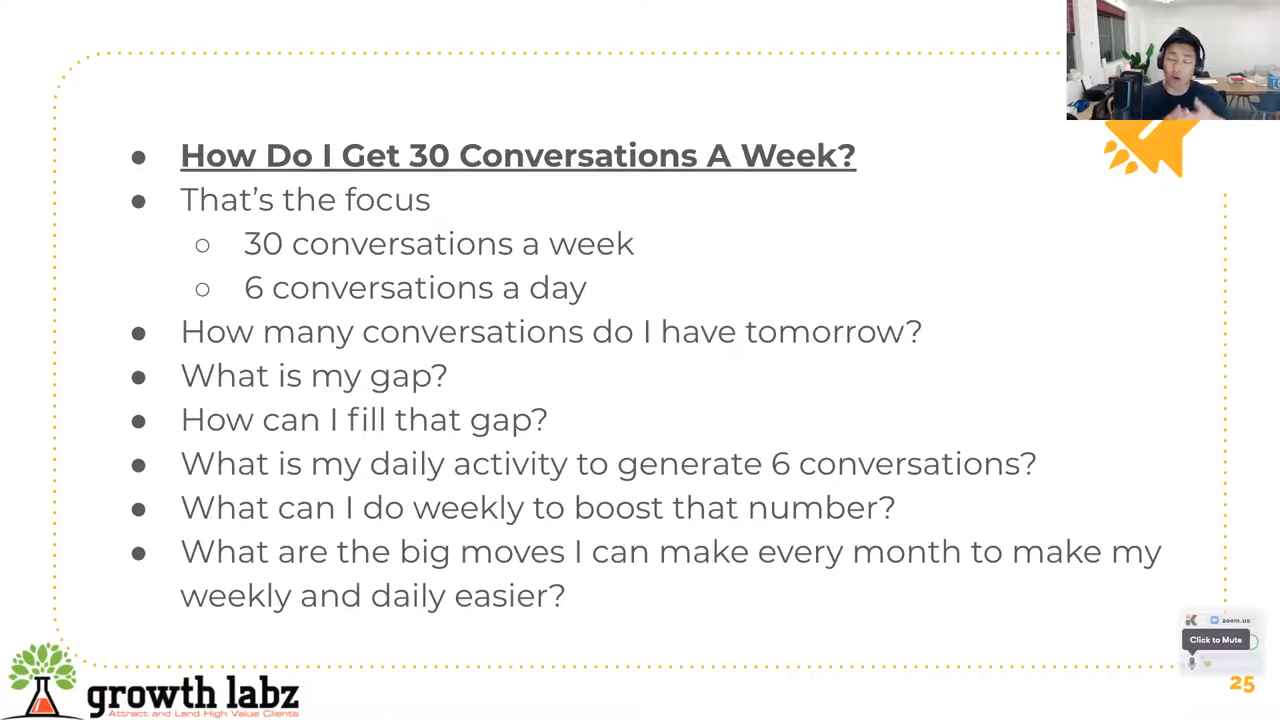 How Do I Get 30 Conversations A Week?
That's the focus
30 conversations a week
6 conversations a day
How many conversations do I have tomorrow?
What is my gap?
How can I fill that gap?
What is my daily activity to generate 6 conversations?
What can I do weekly to boost that number?
What are the big moves I can make every month to make my
weekly and daily easier?
zoom.us
Click to Mute
25
growth labz
Attract and Land High Value Clients